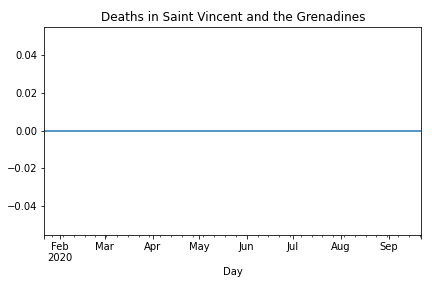 Deaths in Saint Vincent and the Grenadines
0.04
0.02
0.00
−0.02
−0.04
Feb Mar Apr May Jun Jul Aug Sep
2020
Day